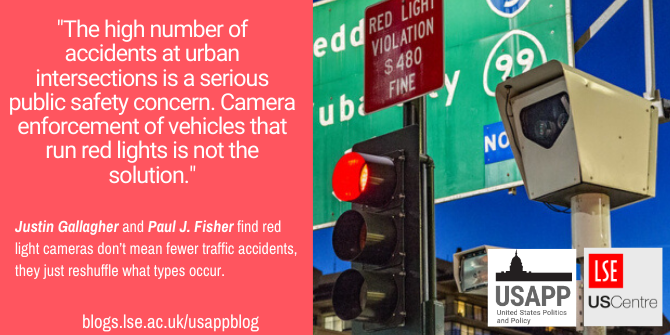 "The high number of
accidents at urban
intersections is a serious
public safety concern. Camera
enforcement of vehicles that
run red lights is not the
solution."
Justin Gallagher and Paul J. Fisher find red
light cameras don't mean fewer traffic accidents,
they just reshuffle what types occur.
blogs.lse.ac.uk/usappblog
RED LIGHT
VIOLATION
$480
FINE
99
NO
USAPP
United States Politics
and Policy
LSE
USCentre